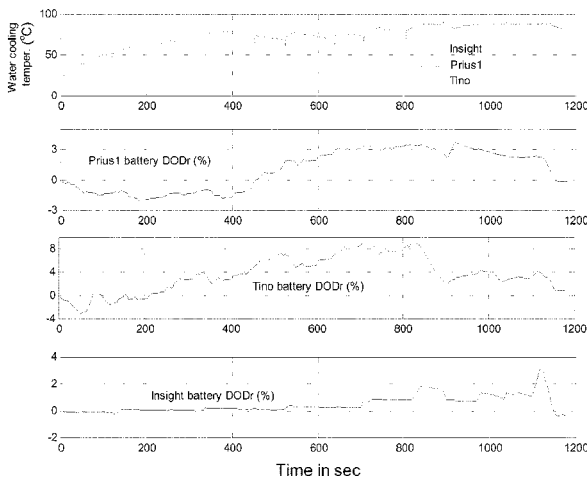 Water cooling
temper. (°C)
100
50
0
Insight
Prius1
Tino
0 200 400 600 800 1000 1200
3
0
-3
Prius1 battery DODr (%)
0 200 400 600 800 1000 1200
8
4
0
-4
Tino battery DODr (%)
0 200 400 600 800 1000 1200
4
2
0
-2
Insight battery DODr (%)
0 200 400 600 800 1000 1200
Time in sec